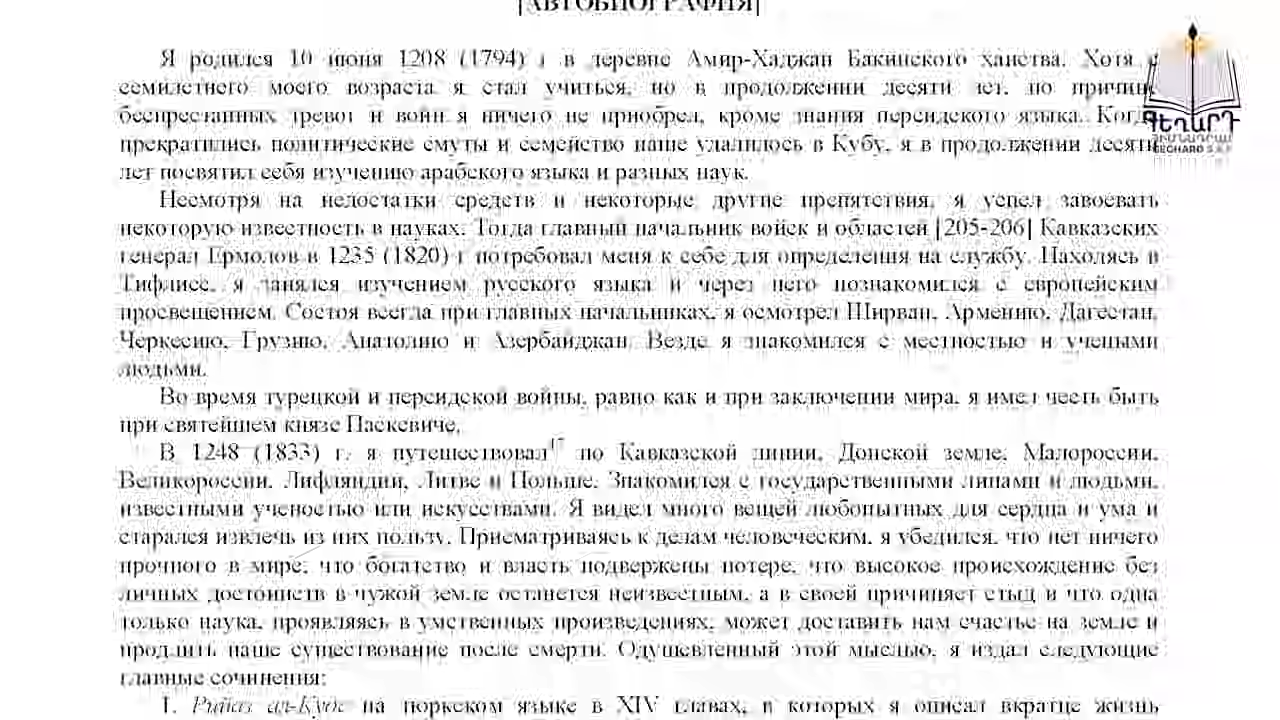 [АВТОБИОГРАФИЯ]
Я родился 10 июня 1208 (1794) г в деревне Амир-Хаджан Бакинского ханства. Хотя с
семилетнего моего возраста я стал учиться, но в продолжении десяти лет, по причине
беспрестанных тревог и войн я ничего не приобрел, кроме знания персидского языка. Когда
прекратились политические смуты и семейство наше удалилось в Кубу, я в продолжении десяти
лет посвятил себя изучению арабского языка и разных наук.
Несмотря на недостатки средств и некоторые другие препятствия, я успел завоевать
некоторую известность в науках. Тогда главный начальник войск и областей [205-206] Кавказских
генерал Ермолов в 1235 (1820) г потребовал меня к себе для определения на службу. Находясь в
Тифлисе, я занялся изучением русского языка и через него познакомился с европейским
просвещением. Состоя всегда при главных начальниках, я осмотрел Ширван, Армению, Дагестан,
Черкесию, Грузию, Анатолию и Азербайджан. Везде я знакомился с местностью и учеными
людьми.
Во время турецкой и персидской войны, равно как и при заключении мира, я имел честь быть
при святейшем князе Паскевиче.
В 1248 (1833) г. я путешествовал17 по Кавказской линии, Донской земле, Малороссии,
Великороссии, Лифляндии, Литве и Польше. Знакомился с государственными лицами и людьми,
известными ученостью или искусствами. Я видел много вещей любопытных для сердца и ума и
старался извлечь из них пользу. Присматриваясь к делам человеческим, я убедился, что нет ничего
прочного в мире, что богатство и власть подвержены потере, что высокое происхождение без
личных достоинств в чужой земле останется неизвестным, а в своей причиняет стыд и что одна
только наука, проявляясь в умственных произведениях, может доставить нам счастье на земле и
продлить наше существование после смерти. Одушевленный этой мыслью, я издал следующие
главные сочинения:
1. Рийаз ал-Кудс на тюркском языке в XIV главах, в которых я описал вкратце жизнь
ԳԵՂԱՐԴ
ՀԻՄՆԱԴՐԱՄ
GEGHARD S.A.F